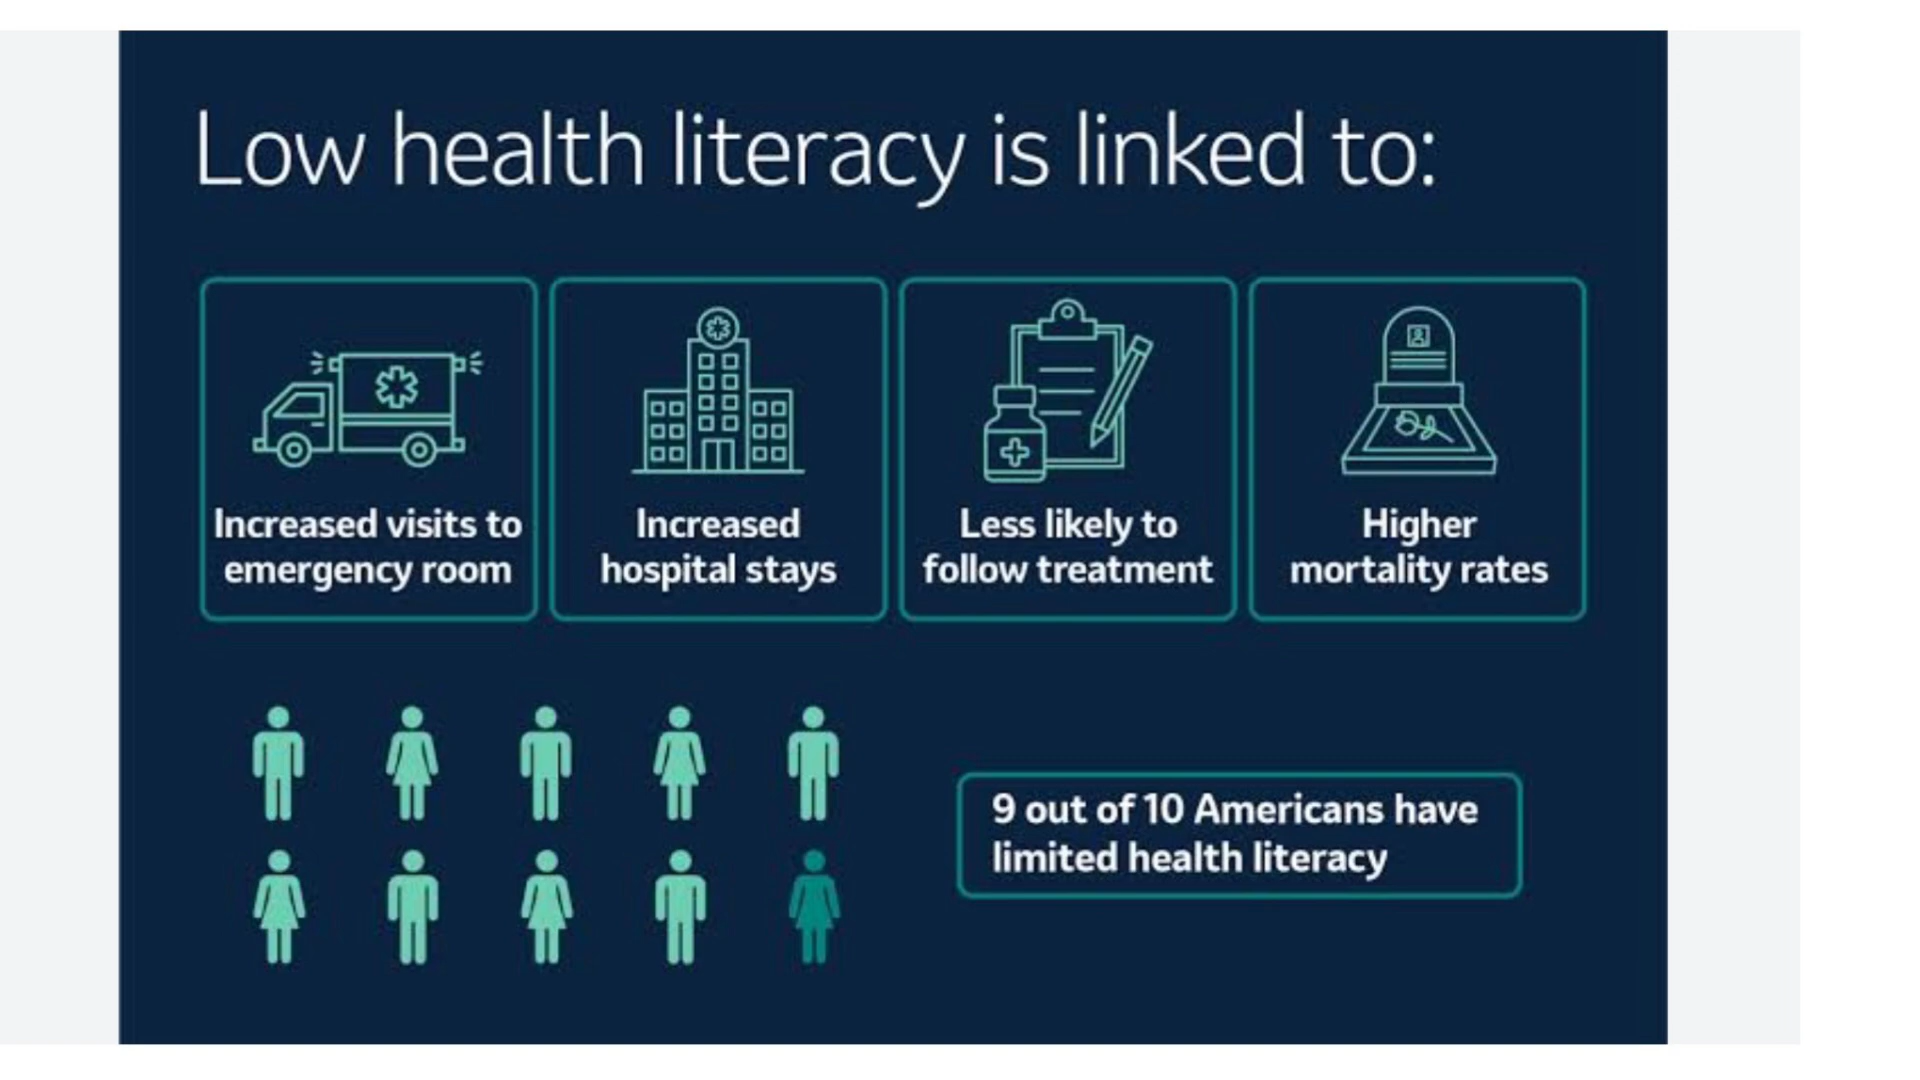 Low health literacy is linked to:
Increased visits to
emergency room
Increased
hospital stays
Less likely to
follow treatment
Higher
mortality rates
9 out of 10 Americans have
limited health literacy